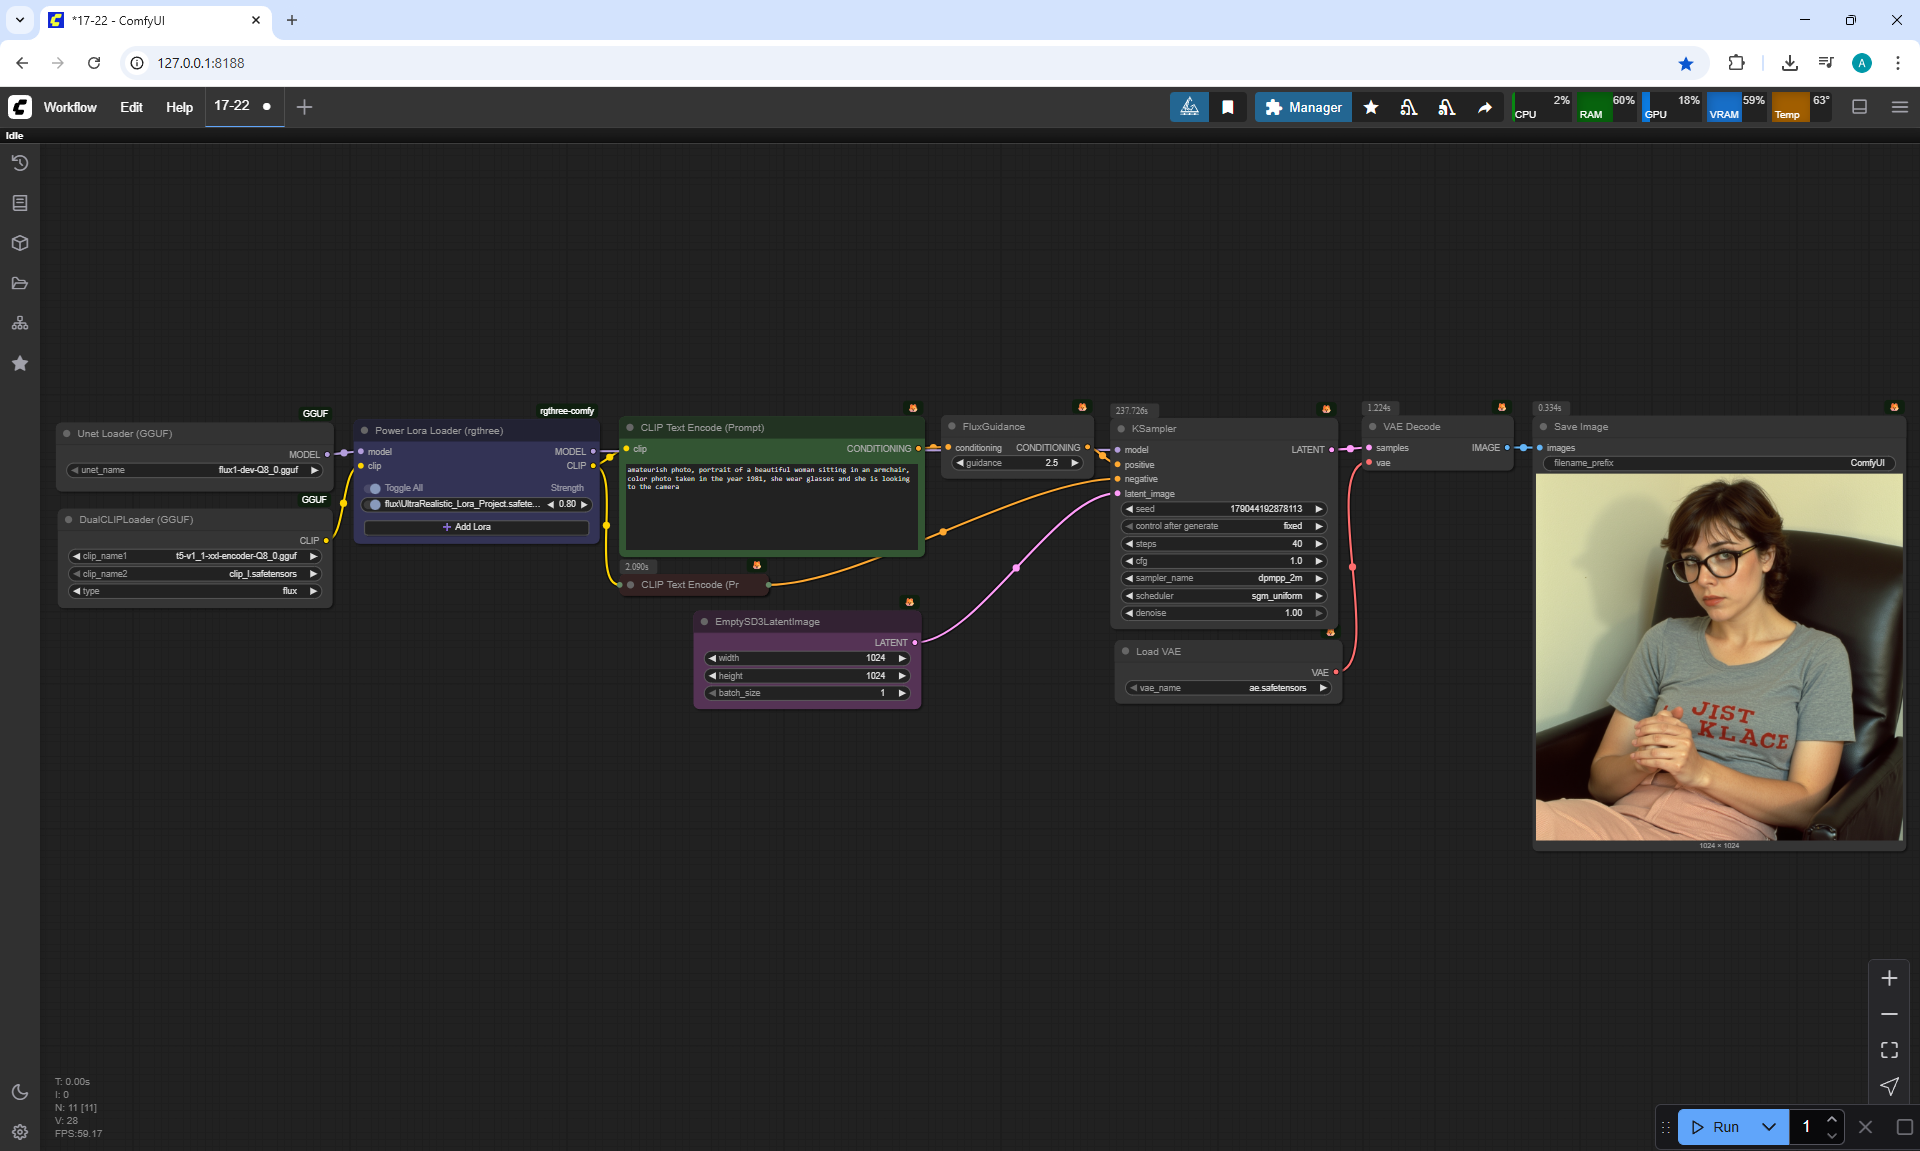 *17-22 - ComfyUI
127.0.0.1:8188
A
Workflow Edit Help 17-22
Manager
CPU 2% RAM 60% GPU 18% VRAM 59% Temp 63°
Idle
GGUF
Unet Loader (GGUF)
MODEL
unet_name flux1-dev-Q8_0.gguf
GGUF
DualCLIPLoader (GGUF)
CLIP
clip_name1 t5-v1_1-xxl-encoder-Q8_0.gguf
clip_name2 clip_l.safetensors
type flux
rgthree-comfy
Power Lora Loader (rgthree)
model MODEL
clip CLIP
Toggle All Strength
flux\UltraRealistic_Lora_Project.safete... 0.80
+ Add Lora
CLIP Text Encode (Prompt)
clip CONDITIONING
amateurish photo, portrait of a beautiful woman sitting in an armchair,
color photo taken in the year 1981, she wear glasses and she is looking
to the camera
2.090s
CLIP Text Encode (Pr
EmptySD3LatentImage
LATENT
width 1024
height 1024
batch_size 1
FluxGuidance
conditioning CONDITIONING
guidance 2.5
237.726s
KSampler
model LATENT
positive
negative
latent_image
seed 179044192878113
control after generate fixed
steps 40
cfg 1.0
sampler_name dpmpp_2m
scheduler sgm_uniform
denoise 1.00
Load VAE
VAE
vae_name ae.safetensors
1.224s
VAE Decode
samples IMAGE
vae
0.334s
Save Image
images
filename_prefix ComfyUI
JIST
KLACE
1024 × 1024
T: 0.00s
I: 0
N: 11 [11]
V: 28
FPS:59.17
Run 1